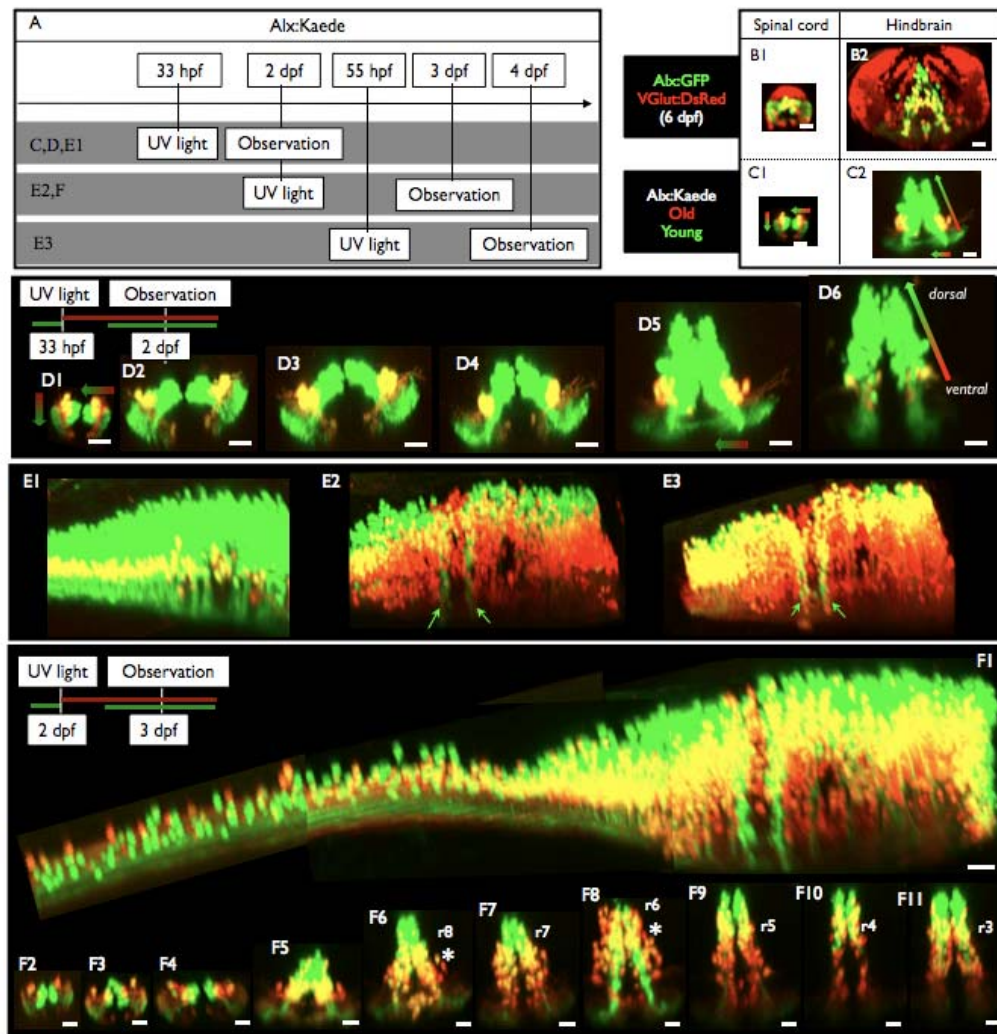 A
Alx:Kaede
33 hpf
2 dpf
55 hpf
3 dpf
4 dpf
C,D,E1
UV light
Observation
E2,F
UV light
Observation
E3
UV light
Observation
Spinal cord
Hindbrain
Alx:GFP
VGlut:DsRed
(6 dpf)
B1
B2
Alx:Kaede
Old
Young
C1
C2
UV light
Observation
33 hpf
2 dpf
D1
D2
D3
D4
D5
D6
dorsal
ventral
E1
E2
E3
UV light
Observation
2 dpf
3 dpf
F1
F2
F3
F4
F5
F6
r8
*
F7
r7
F8
r6
*
F9
r5
F10
r4
F11
r3